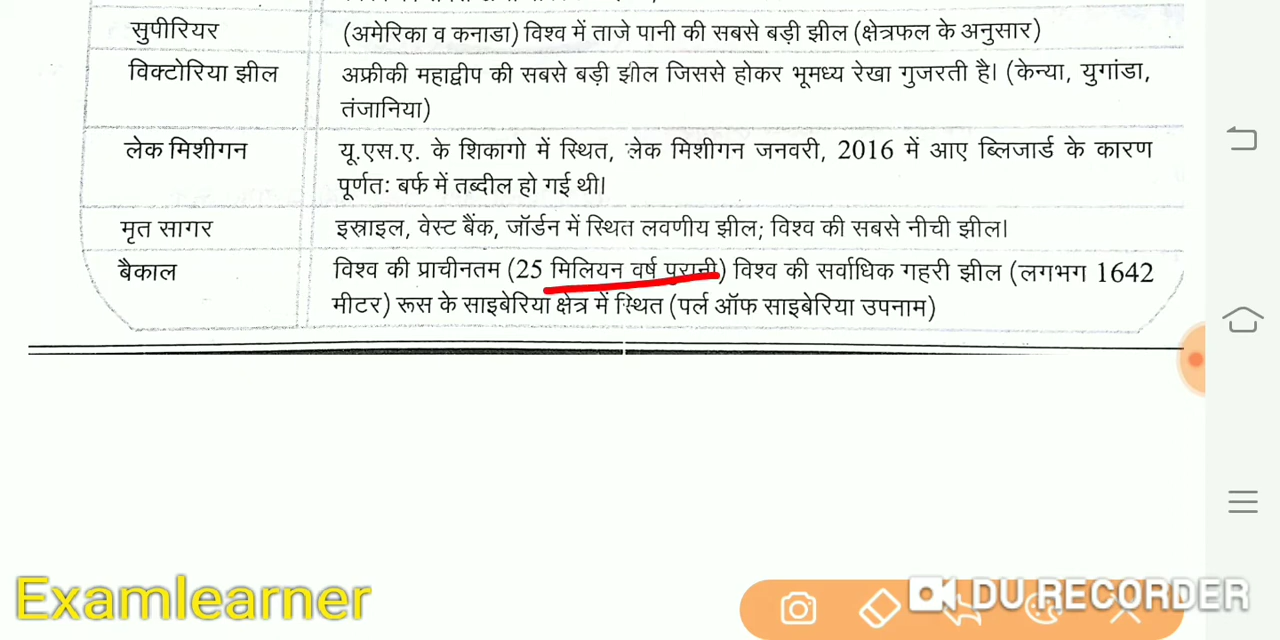 सुपीरियर (अमेरिका व कनाडा) विश्व में ताजे पानी की सबसे बड़ी झील (क्षेत्रफल के अनुसार)
विक्टोरिया झील अफ्रीकी महाद्वीप की सबसे बड़ी झील जिससे होकर भूमध्य रेखा गुजरती है। (केन्या, युगांडा,
तंजानिया)
लेक मिशीगन यू.एस.ए. के शिकागो में स्थित, लेक मिशीगन जनवरी, 2016 में आए ब्लिजार्ड के कारण
पूर्णतः बर्फ में तब्दील हो गई थी।
मृत सागर इस्राइल, वेस्ट बैंक, जॉर्डन में स्थित लवणीय झील; विश्व की सबसे नीची झील।
बैकाल विश्व की प्राचीनतम (25 मिलियन वर्ष पुरानी) विश्व की सर्वाधिक गहरी झील (लगभग 1642
मीटर) रूस के साइबेरिया क्षेत्र में स्थित (पर्ल ऑफ साइबेरिया उपनाम)
Examlearner
DU RECORDER